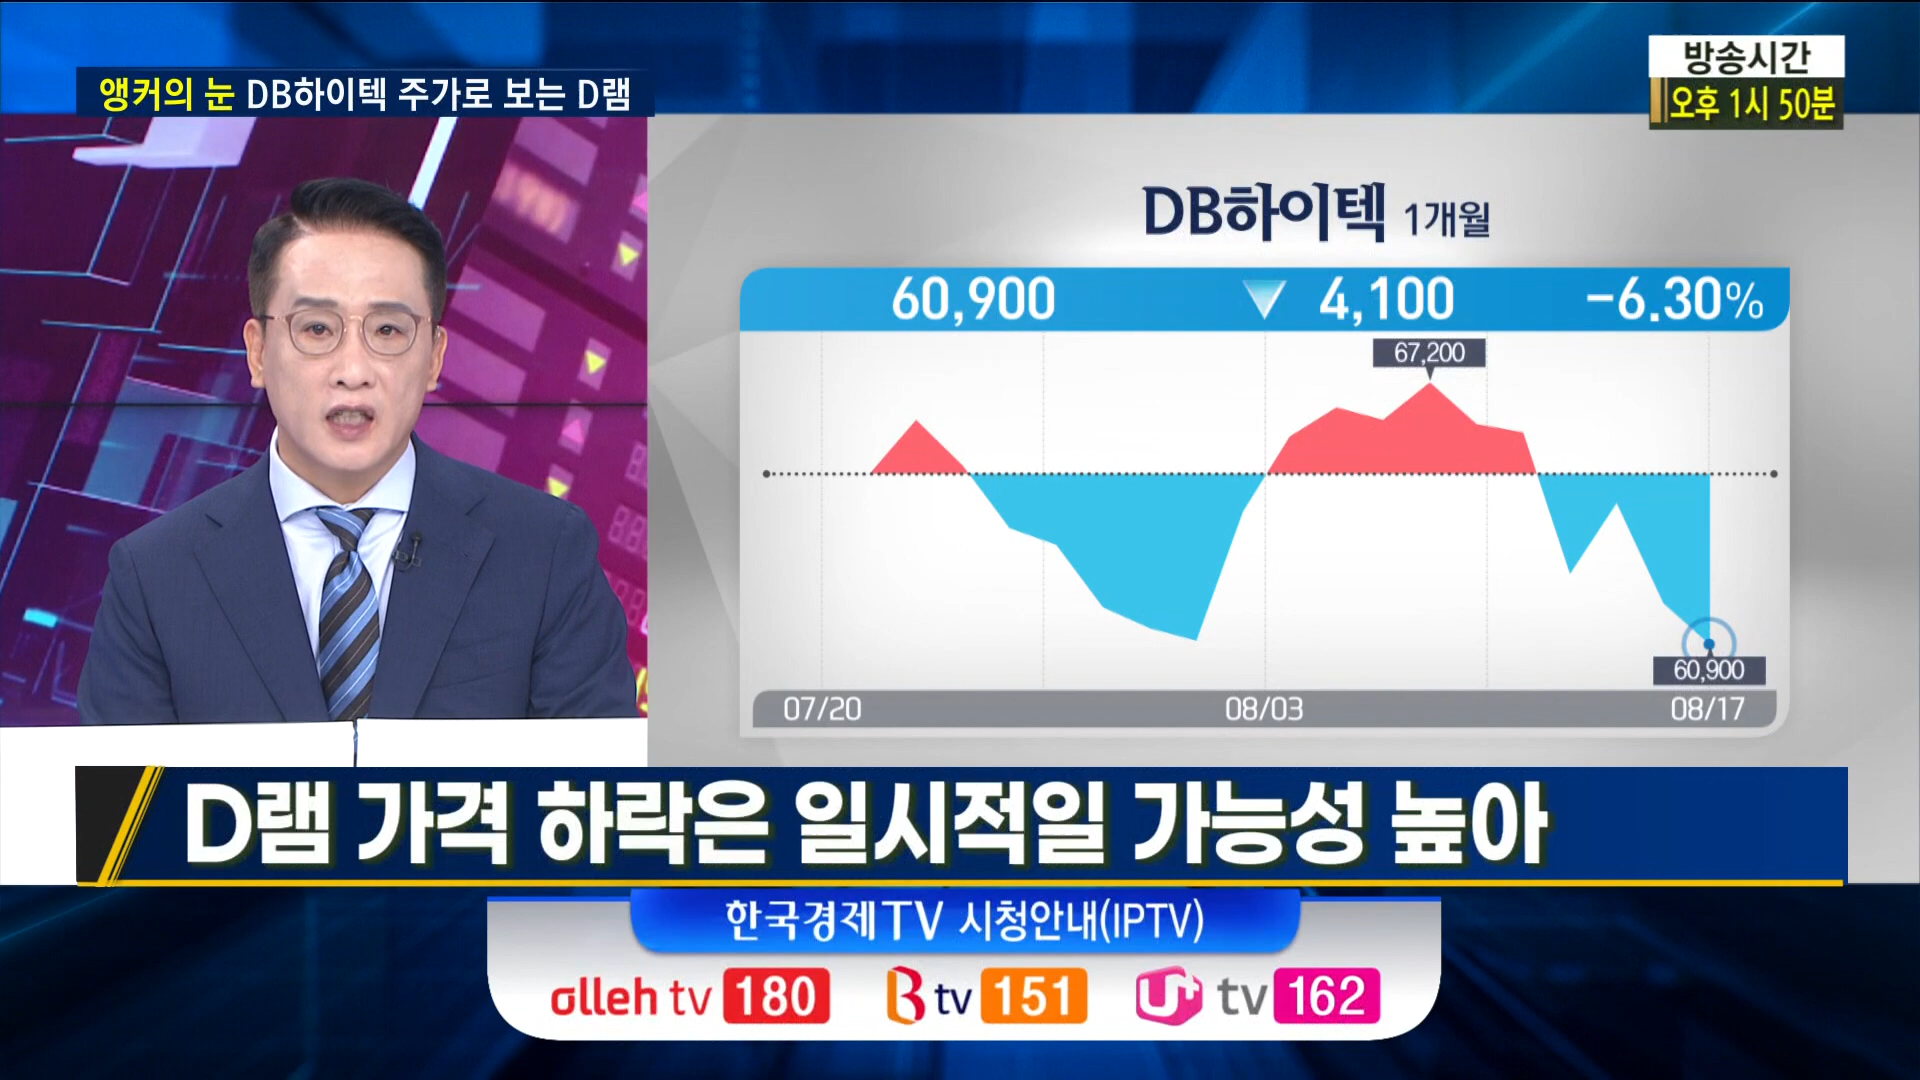 방송시간
오후 1시 50분
앵커의 눈 DB하이텍 주가로 보는 D램
DB하이텍 1개월
60,900 ▼ 4,100 -6.30%
67,200
60,900
07/20 08/03 08/17
D램 가격 하락은 일시적일 가능성 높아
한국경제TV 시청안내(IPTV)
olleh tv 180 B tv 151 U+ tv 162